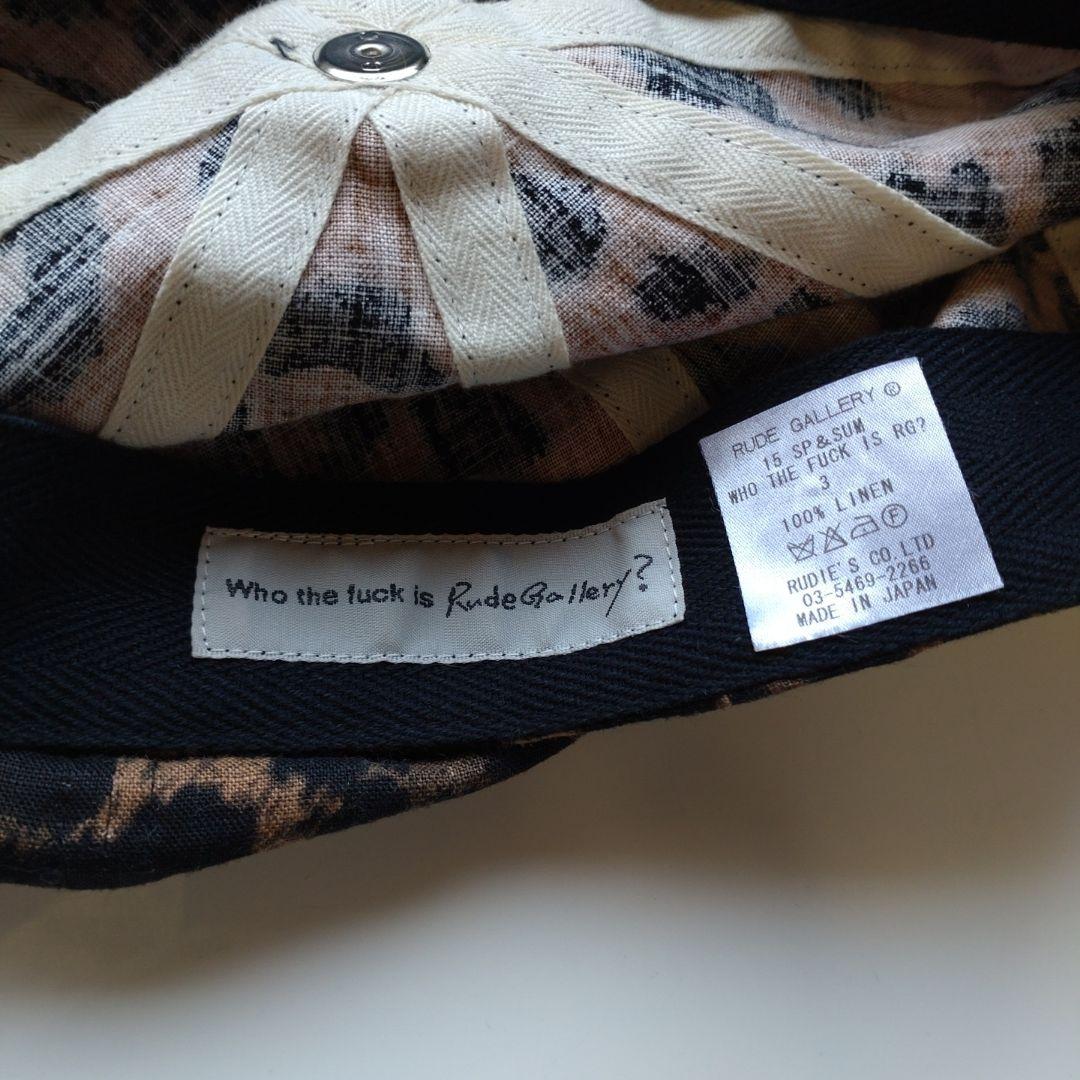 Who the fuck is RudeGallery?
RUDE GALLERY ®
15 SP&SUM
WHO THE FUCK IS RG?
3
100% LINEN
F
RUDIE'S CO,LTD
03-5469-2266
MADE IN JAPAN